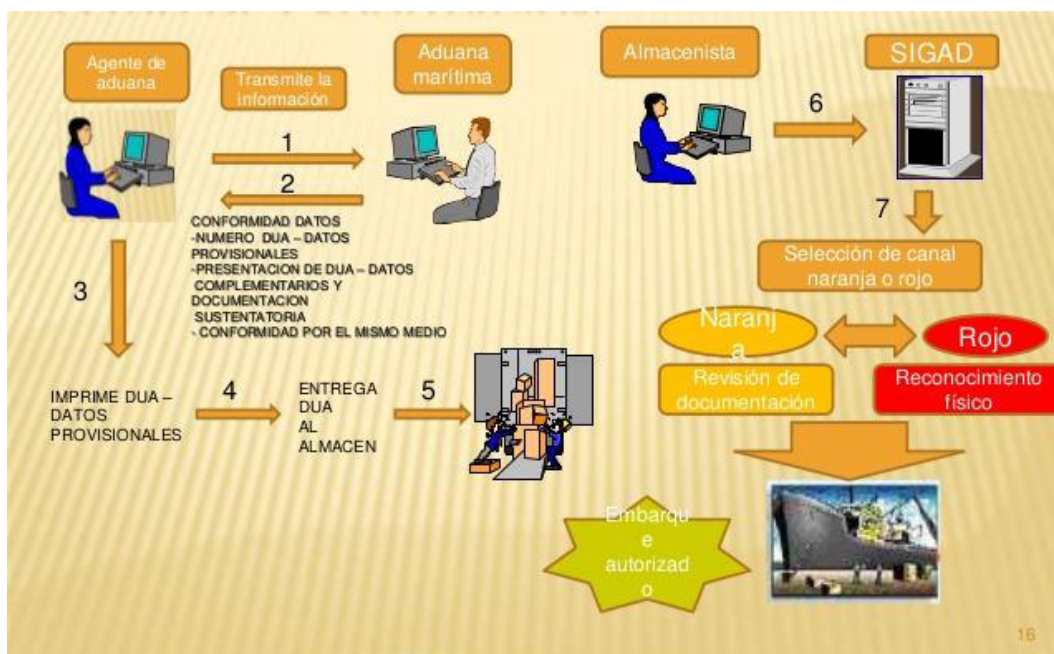 Agente de
aduana
Transmite la
información
Aduana
marítima
1
2
CONFORMIDAD DATOS
-NUMERO DUA – DATOS
PROVISIONALES
-PRESENTACION DE DUA – DATOS
COMPLEMENTARIOS Y
DOCUMENTACION
SUSTENTATORIA
- CONFORMIDAD POR EL MISMO MEDIO
3
IMPRIME DUA –
DATOS
PROVISIONALES
4
ENTREGA
DUA
AL
ALMACEN
5
Almacenista
6
SIGAD
7
Selección de canal
naranja o rojo
Naranj
a
Rojo
Revisión de
documentación
Reconocimiento
físico
Embarqu
e
autorizad
o
16